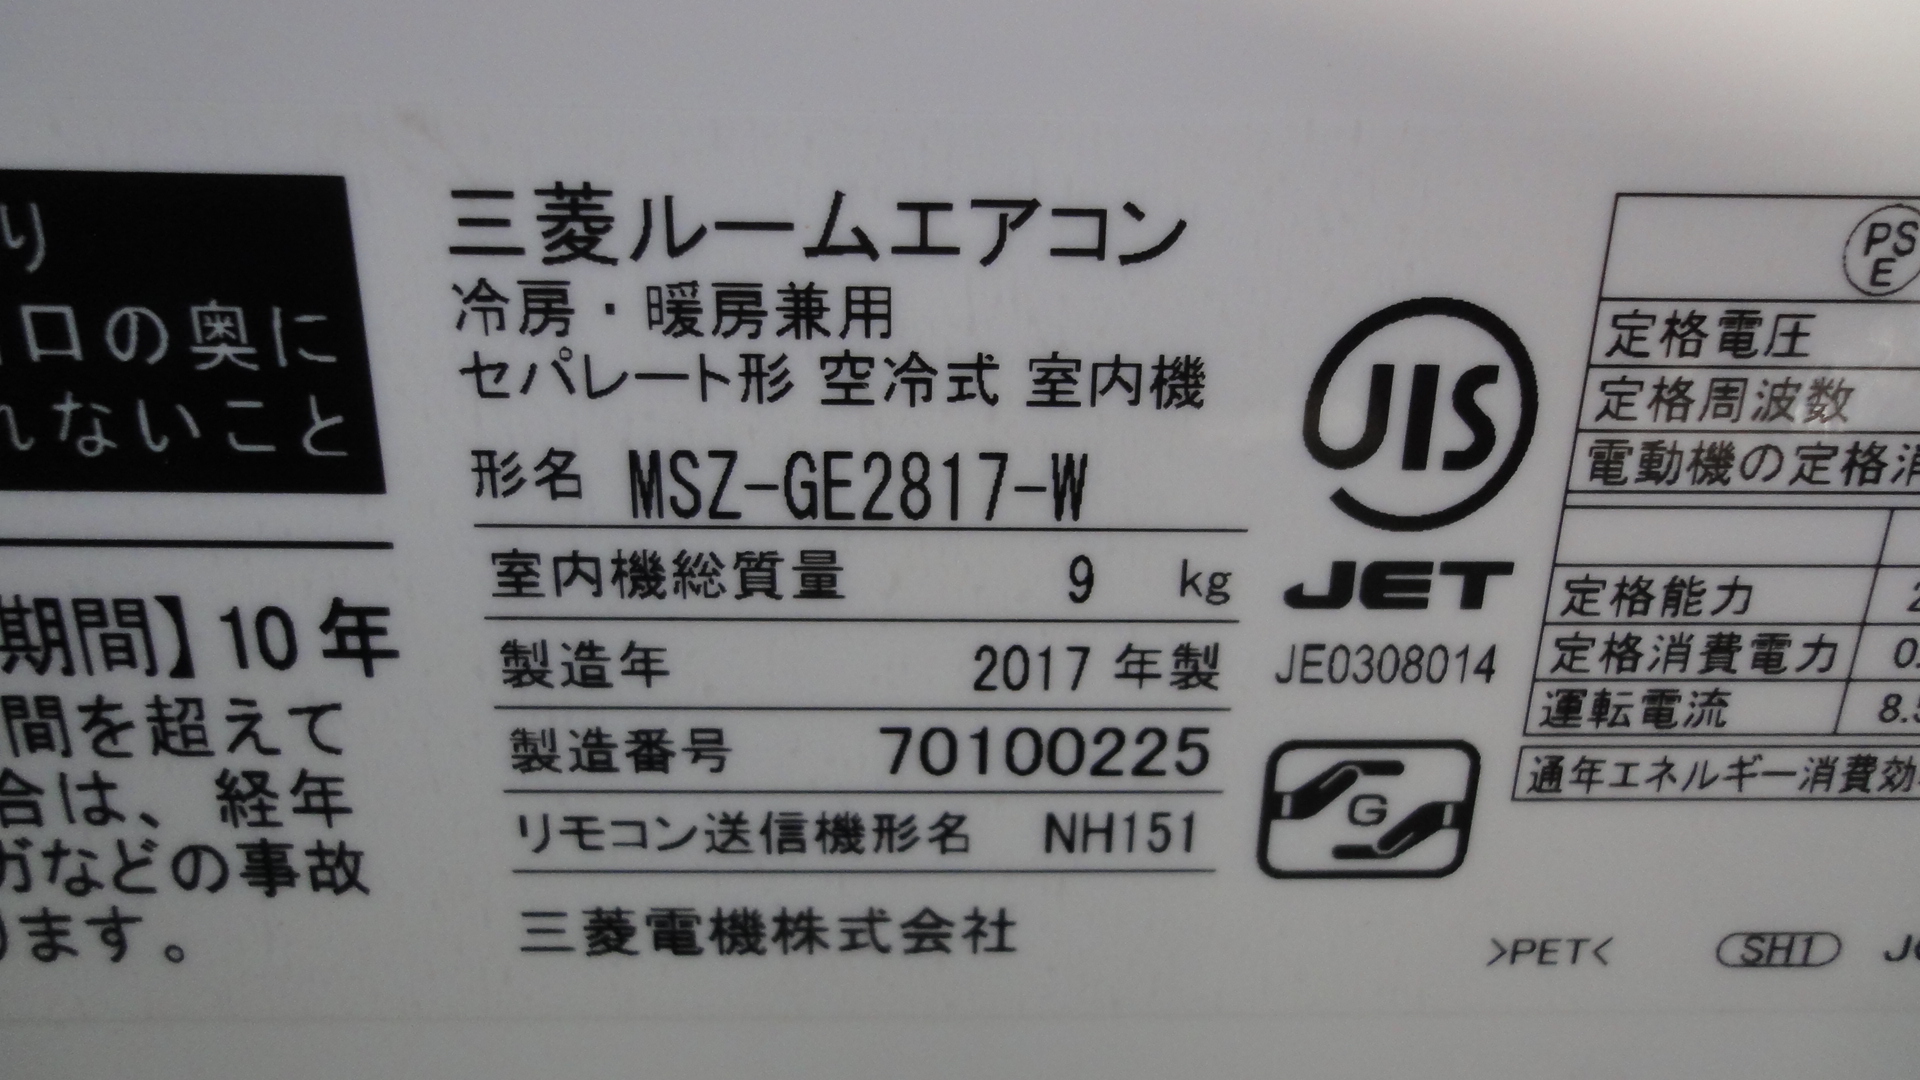 り
口の奥に
れないこと
期間】10年
間を超えて
合は、経年
ガなどの事故
ります。
三菱ルームエアコン
冷房・暖房兼用
セパレート形 空冷式 室内機
形名 MSZ-GE2817-W
室内機総質量 9 kg
製造年 2017 年製
製造番号 70100225
リモコン送信機形名 NH151
三菱電機株式会社
JIS
JET
JE0308014
G
PS
E
定格電圧
定格周波数
電動機の定格消
定格能力 2
定格消費電力 0.
運転電流 8.5
通年エネルギー消費効
>PET< SH1